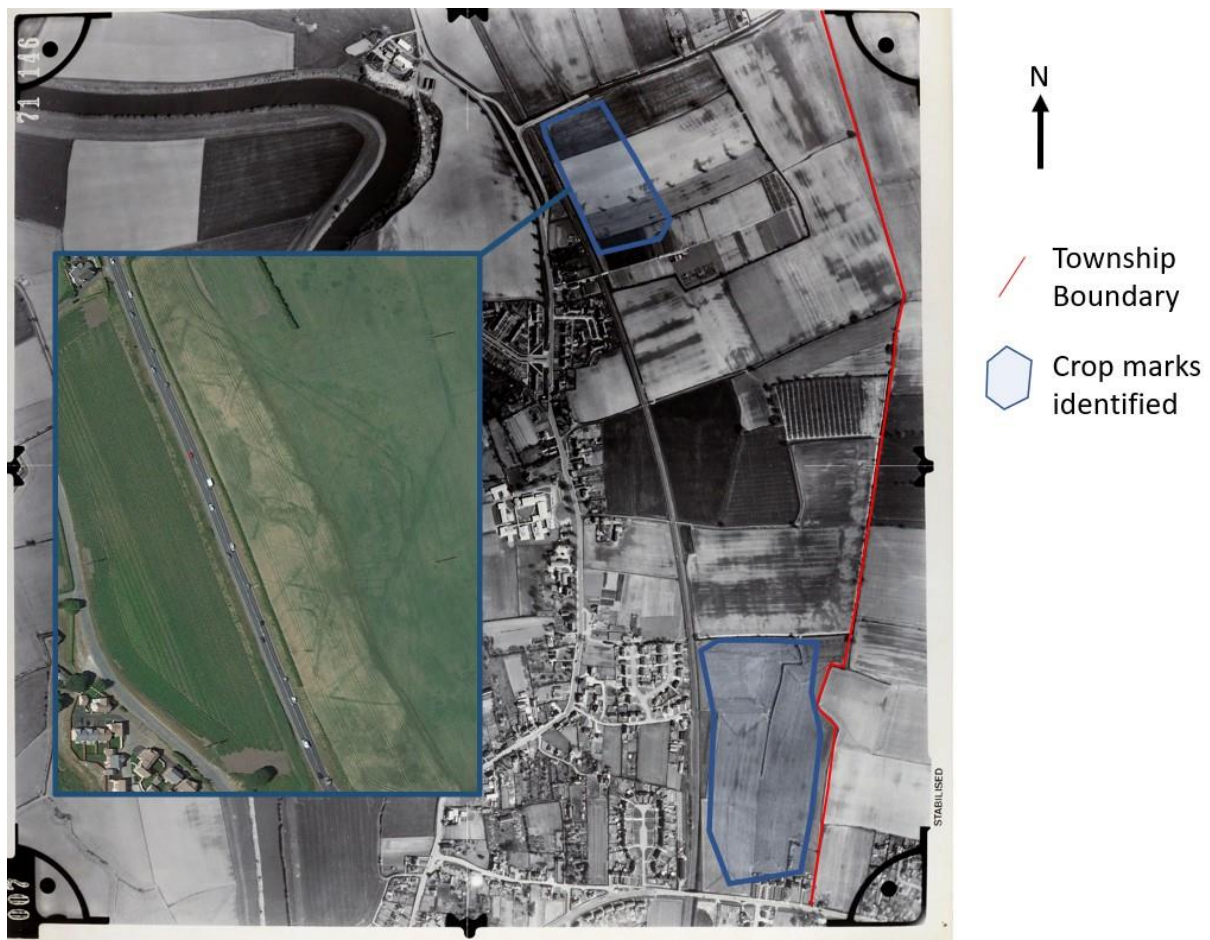 71 146
N
Township
Boundary
Crop marks
identified
STABILISED
007